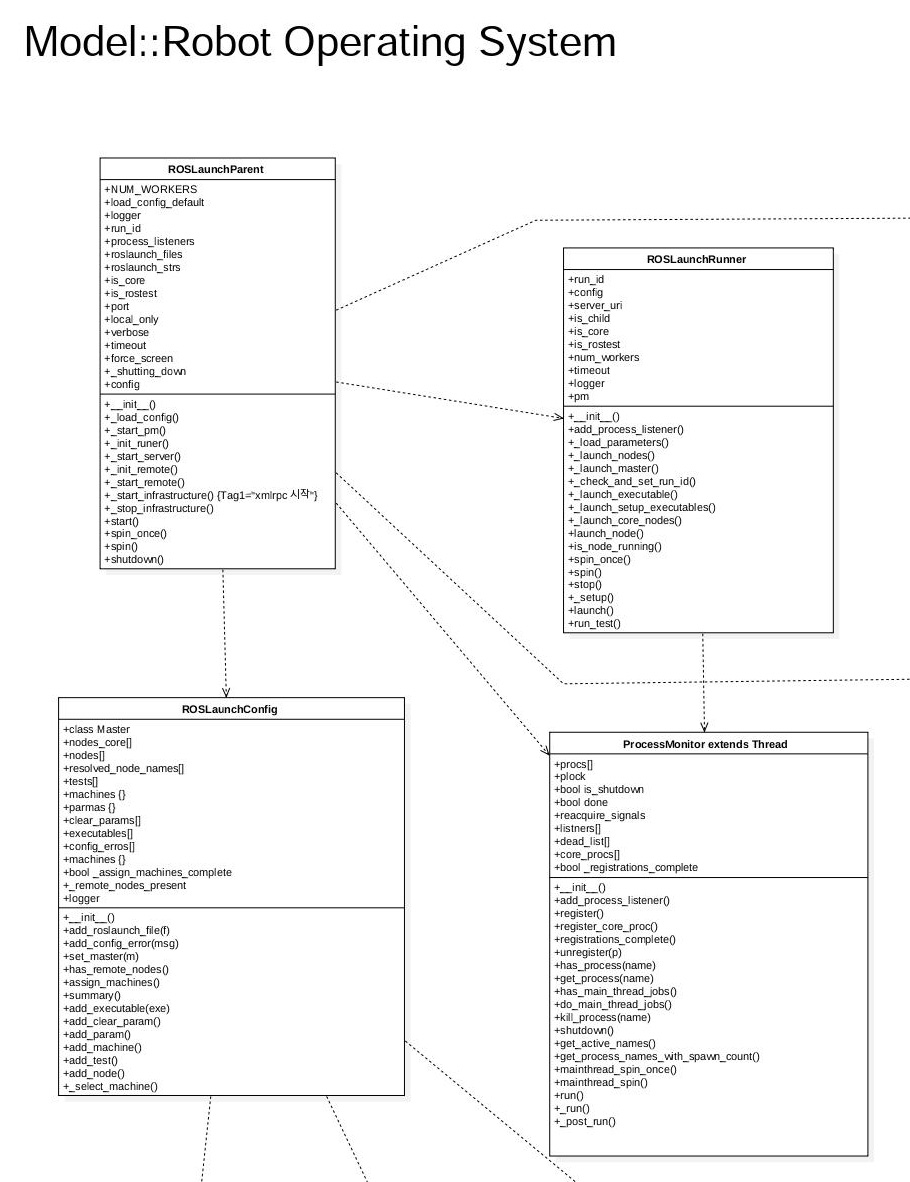 Model::Robot Operating System
ROSLaunchParent
+NUM_WORKERS
+load_config_default
+logger
+run_id
+process_listeners
+roslaunch_files
+roslaunch_strs
+is_core
+is_rostest
+port
+local_only
+verbose
+timeout
+force_screen
+_shutting_down
+config
+__init__()
+_load_config()
+_start_pm()
+_init_runer()
+_start_server()
+_init_remote()
+_start_remote()
+_start_infrastructure() {Tag1="xmlrpc 시작"}
+_stop_infrastructure()
+start()
+spin_once()
+spin()
+shutdown()
ROSLaunchRunner
+run_id
+config
+server_uri
+is_child
+is_core
+is_rostest
+num_workers
+timeout
+logger
+pm
+__init__()
+add_process_listener()
+_load_parameters()
+_launch_nodes()
+_launch_master()
+_check_and_set_run_id()
+_launch_executable()
+_launch_setup_executables()
+_launch_core_nodes()
+launch_node()
+is_node_running()
+spin_once()
+spin()
+stop()
+_setup()
+launch()
+run_test()
ROSLaunchConfig
+class Master
+nodes_core[]
+nodes[]
+resolved_node_names[]
+tests[]
+machines {}
+parmas {}
+clear_params[]
+executables[]
+config_erros[]
+machines {}
+bool _assign_machines_complete
+_remote_nodes_present
+logger
+__init__()
+add_roslaunch_file(f)
+add_config_error(msg)
+set_master(m)
+has_remote_nodes()
+assign_machines()
+summary()
+add_executable(exe)
+add_clear_param()
+add_param()
+add_machine()
+add_test()
+add_node()
+_select_machine()
ProcessMonitor extends Thread
+procs[]
+plock
+bool is_shutdown
+bool done
+reacquire_signals
+listners[]
+dead_list[]
+core_procs[]
+bool _registrations_complete
+__init__()
+add_process_listener()
+register()
+register_core_proc()
+registrations_complete()
+unregister(p)
+has_process(name)
+get_process(name)
+has_main_thread_jobs()
+do_main_thread_jobs()
+kill_process(name)
+shutdown()
+get_active_names()
+get_process_names_with_spawn_count()
+mainthread_spin_once()
+mainthread_spin()
+run()
+_run()
+_post_run()